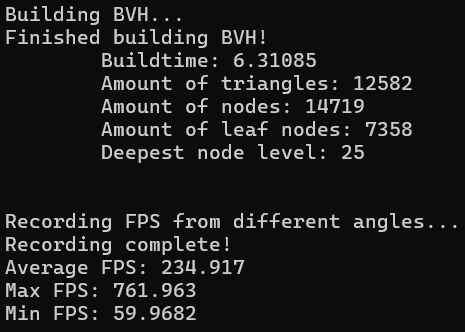 Building BVH...
Finished building BVH!
Buildtime: 6.31085
Amount of triangles: 12582
Amount of nodes: 14719
Amount of leaf nodes: 7358
Deepest node level: 25
Recording FPS from different angles...
Recording complete!
Average FPS: 234.917
Max FPS: 761.963
Min FPS: 59.9682